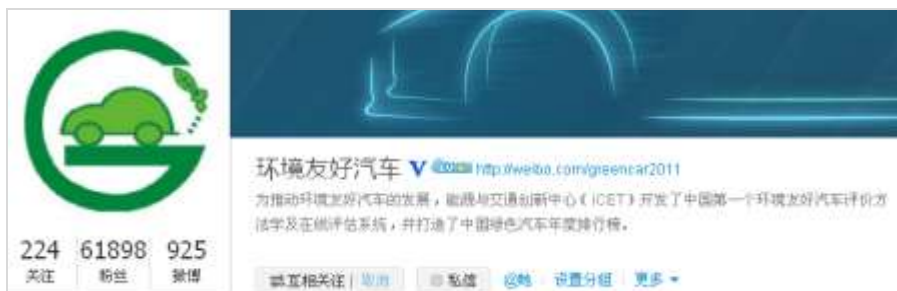 环境友好汽车 V http://weibo.com/greencar2011
为推动环境友好汽车的发展，能源与交通创新中心（iCET）开发了中国第一个环境友好汽车评价方
法学及在线评估系统，并打造了中国绿色汽车年度排行榜。
224 61898 925
关注 粉丝 微博
互相关注 | 取消 私信 @她 设置分组 更多